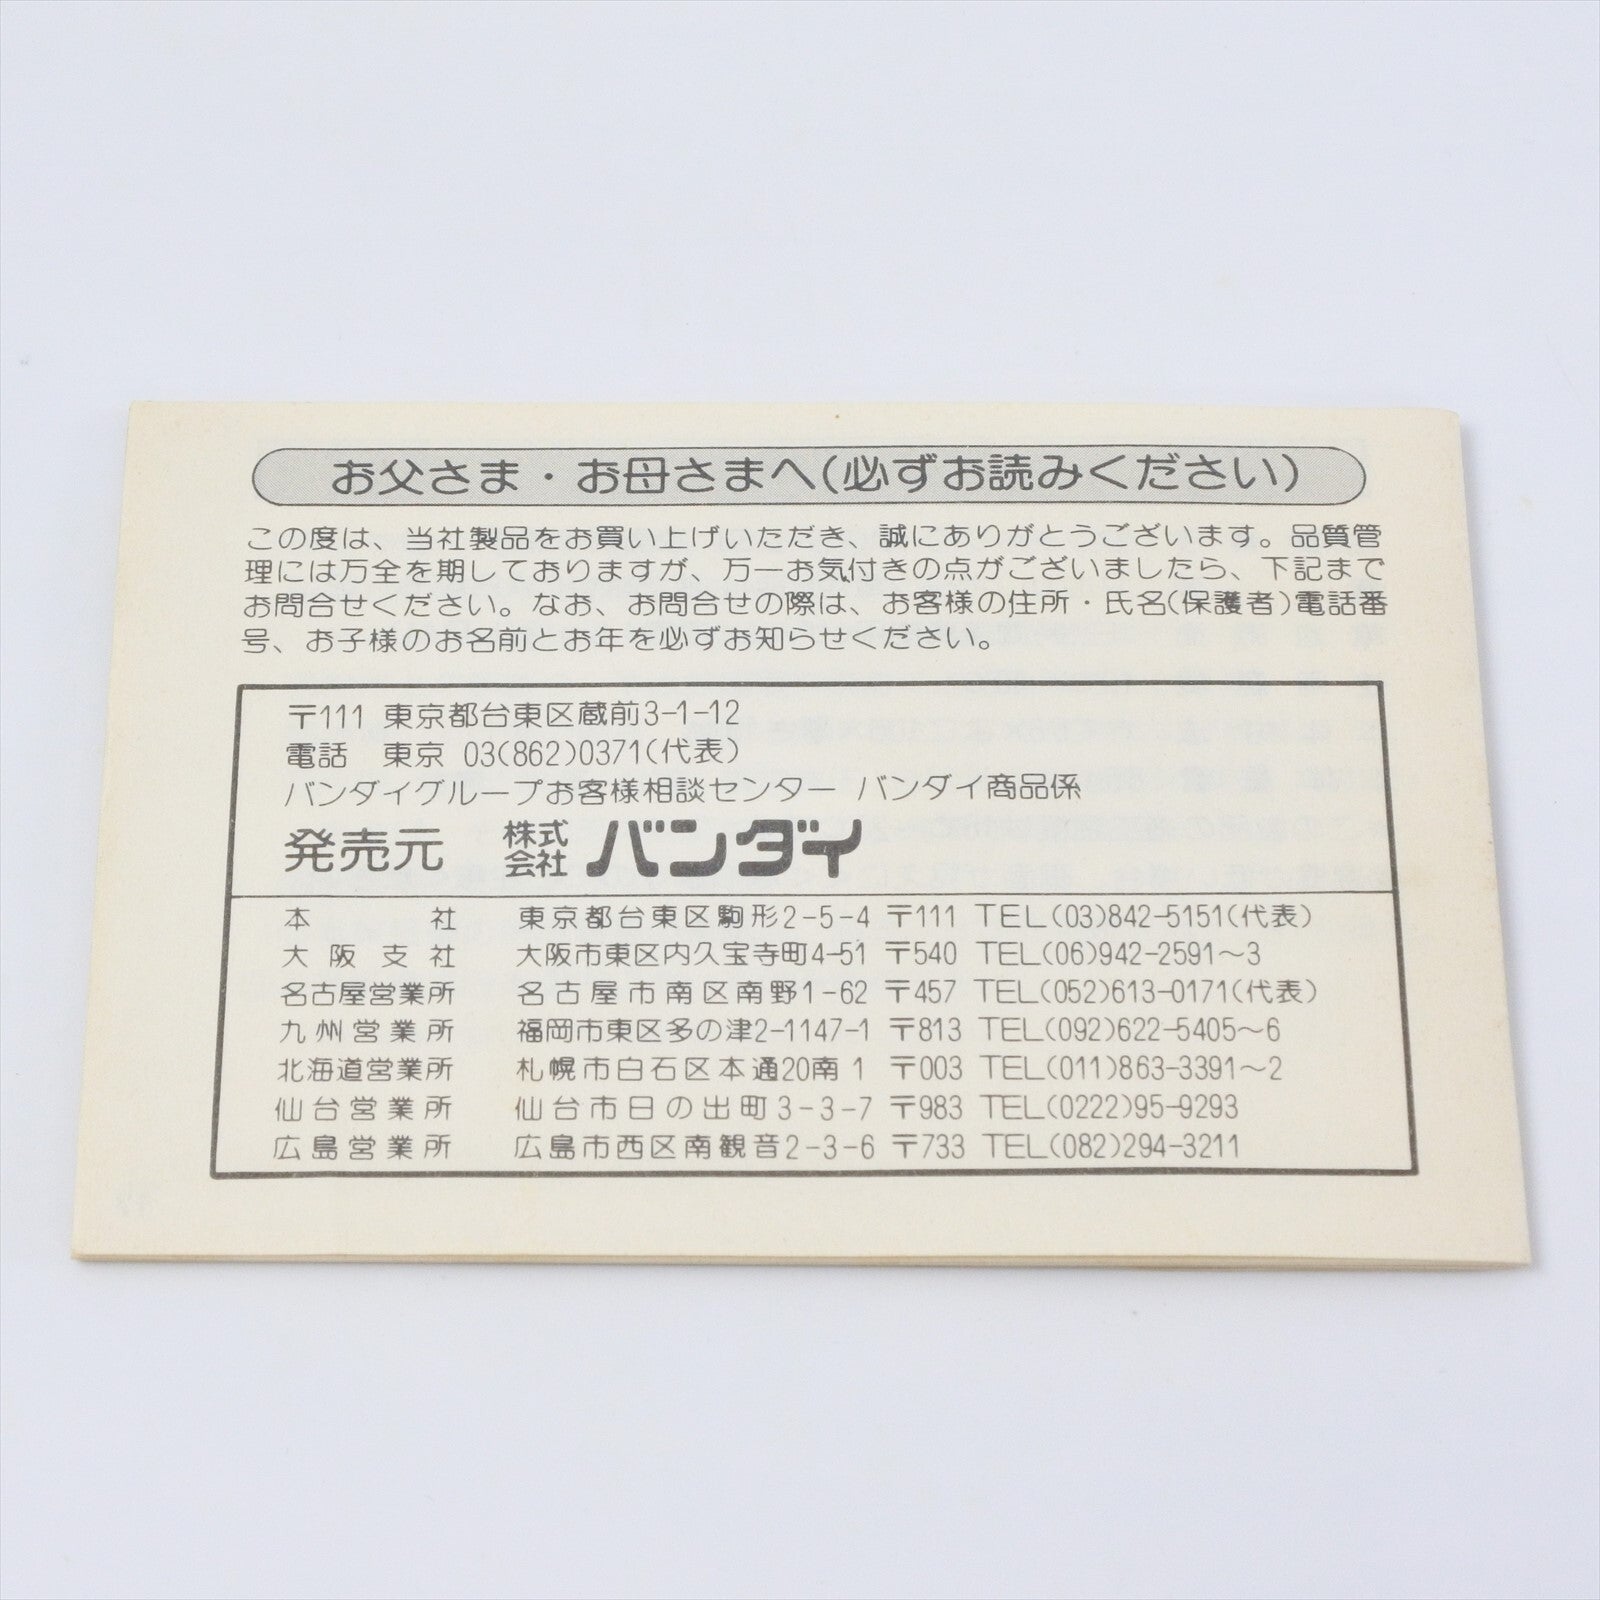 お父さま・お母さまへ(必ずお読みください)
この度は、当社製品をお買い上げいただき、誠にありがとうございます。品質管
理には万全を期しておりますが、万一お気付きの点がございましたら、下記まで
お問合せください。なお、お問合せの際は、お客様の住所・氏名(保護者)電話番
号、お子様のお名前とお年を必ずお知らせください。
〒111 東京都台東区蔵前3-1-12
電話 東京 03(862)0371(代表)
バンダイグループお客様相談センター バンダイ商品係
発売元 株式会社 バンダイ
本社 東京都台東区駒形2-5-4 〒111 TEL(03)842-5151(代表)
大阪支社 大阪市東区内久宝寺町4-51 〒540 TEL(06)942-2591～3
名古屋営業所 名古屋市南区南野1-62 〒457 TEL(052)613-0171(代表)
九州営業所 福岡市東区多の津2-1147-1 〒813 TEL(092)622-5405～6
北海道営業所 札幌市白石区本通20南1 〒003 TEL(011)863-3391～2
仙台営業所 仙台市日の出町3-3-7 〒983 TEL(0222)95-9293
広島営業所 広島市西区南観音2-3-6 〒733 TEL(082)294-3211